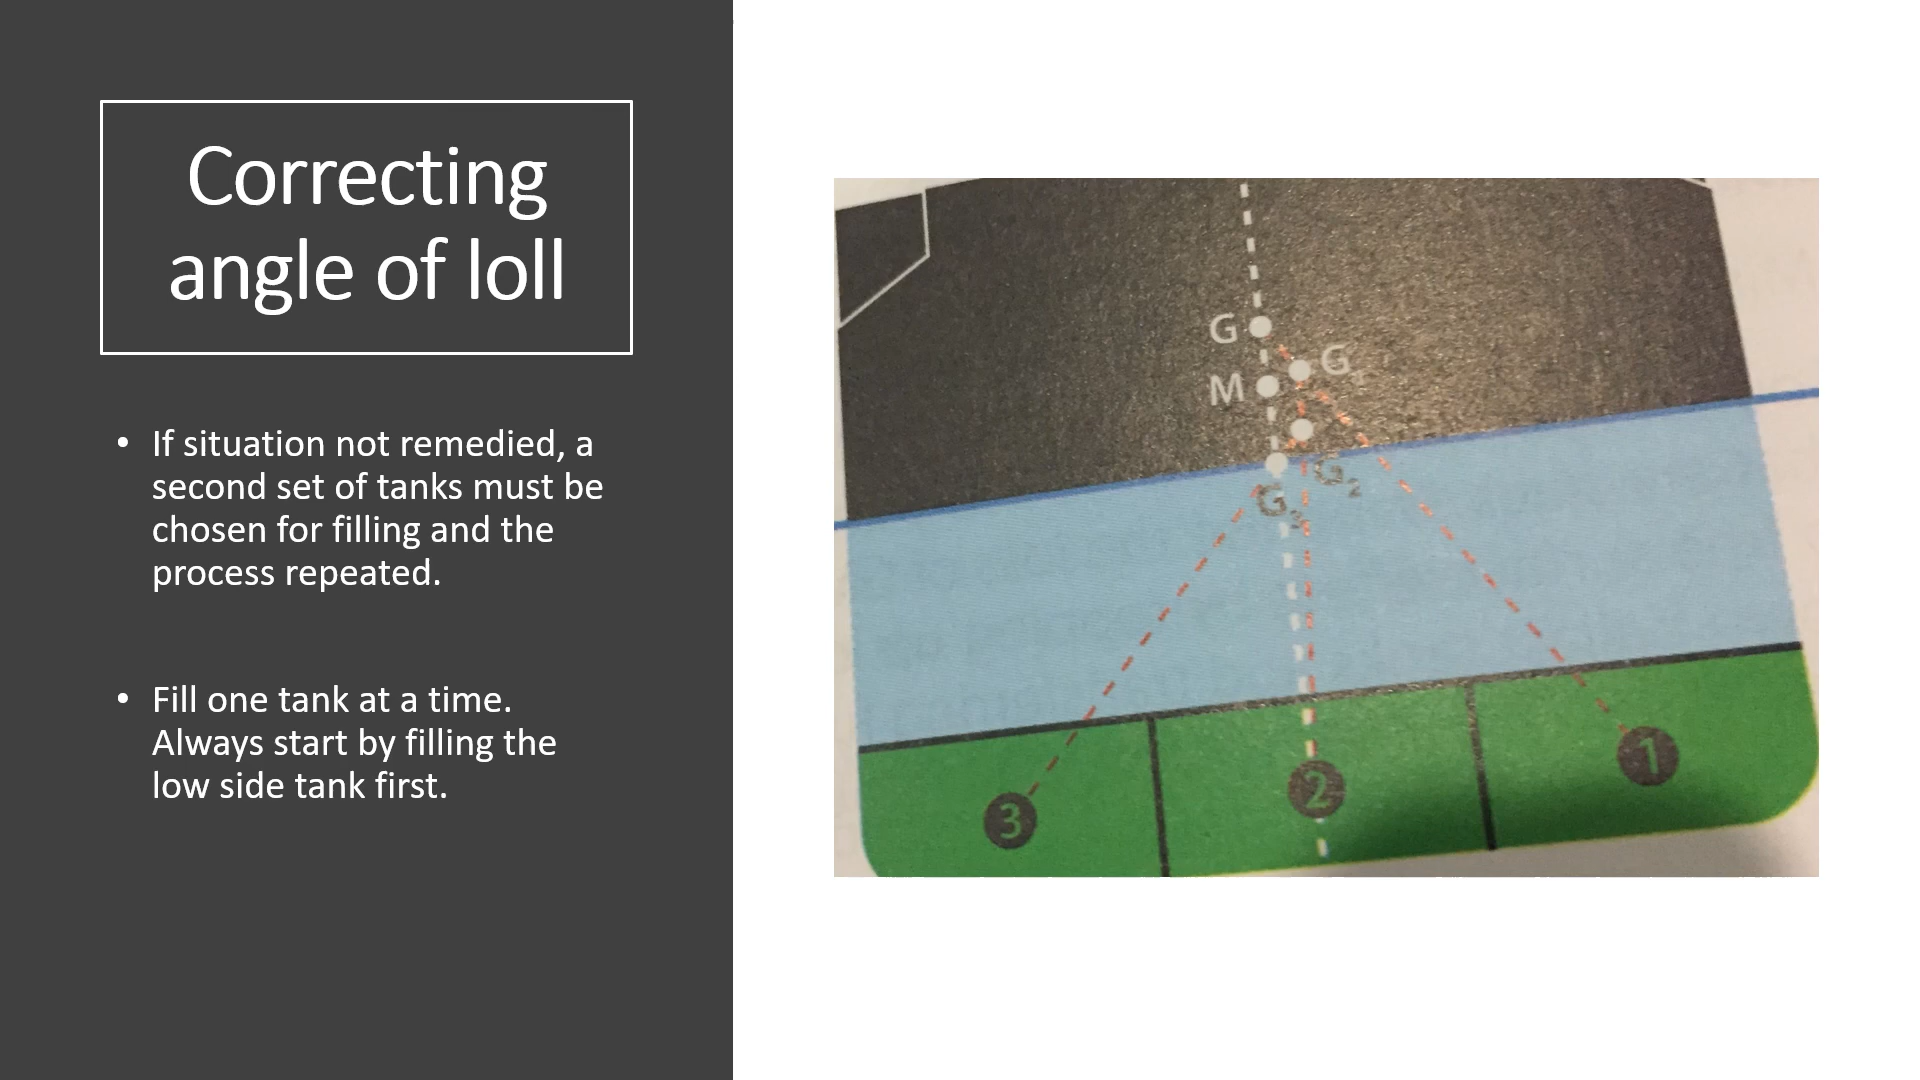 Correcting
angle of loll
• If situation not remedied, a
second set of tanks must be
chosen for filling and the
process repeated.
• Fill one tank at a time.
Always start by filling the
low side tank first.
G
G₁
M
G₂
G₃
1
2
3